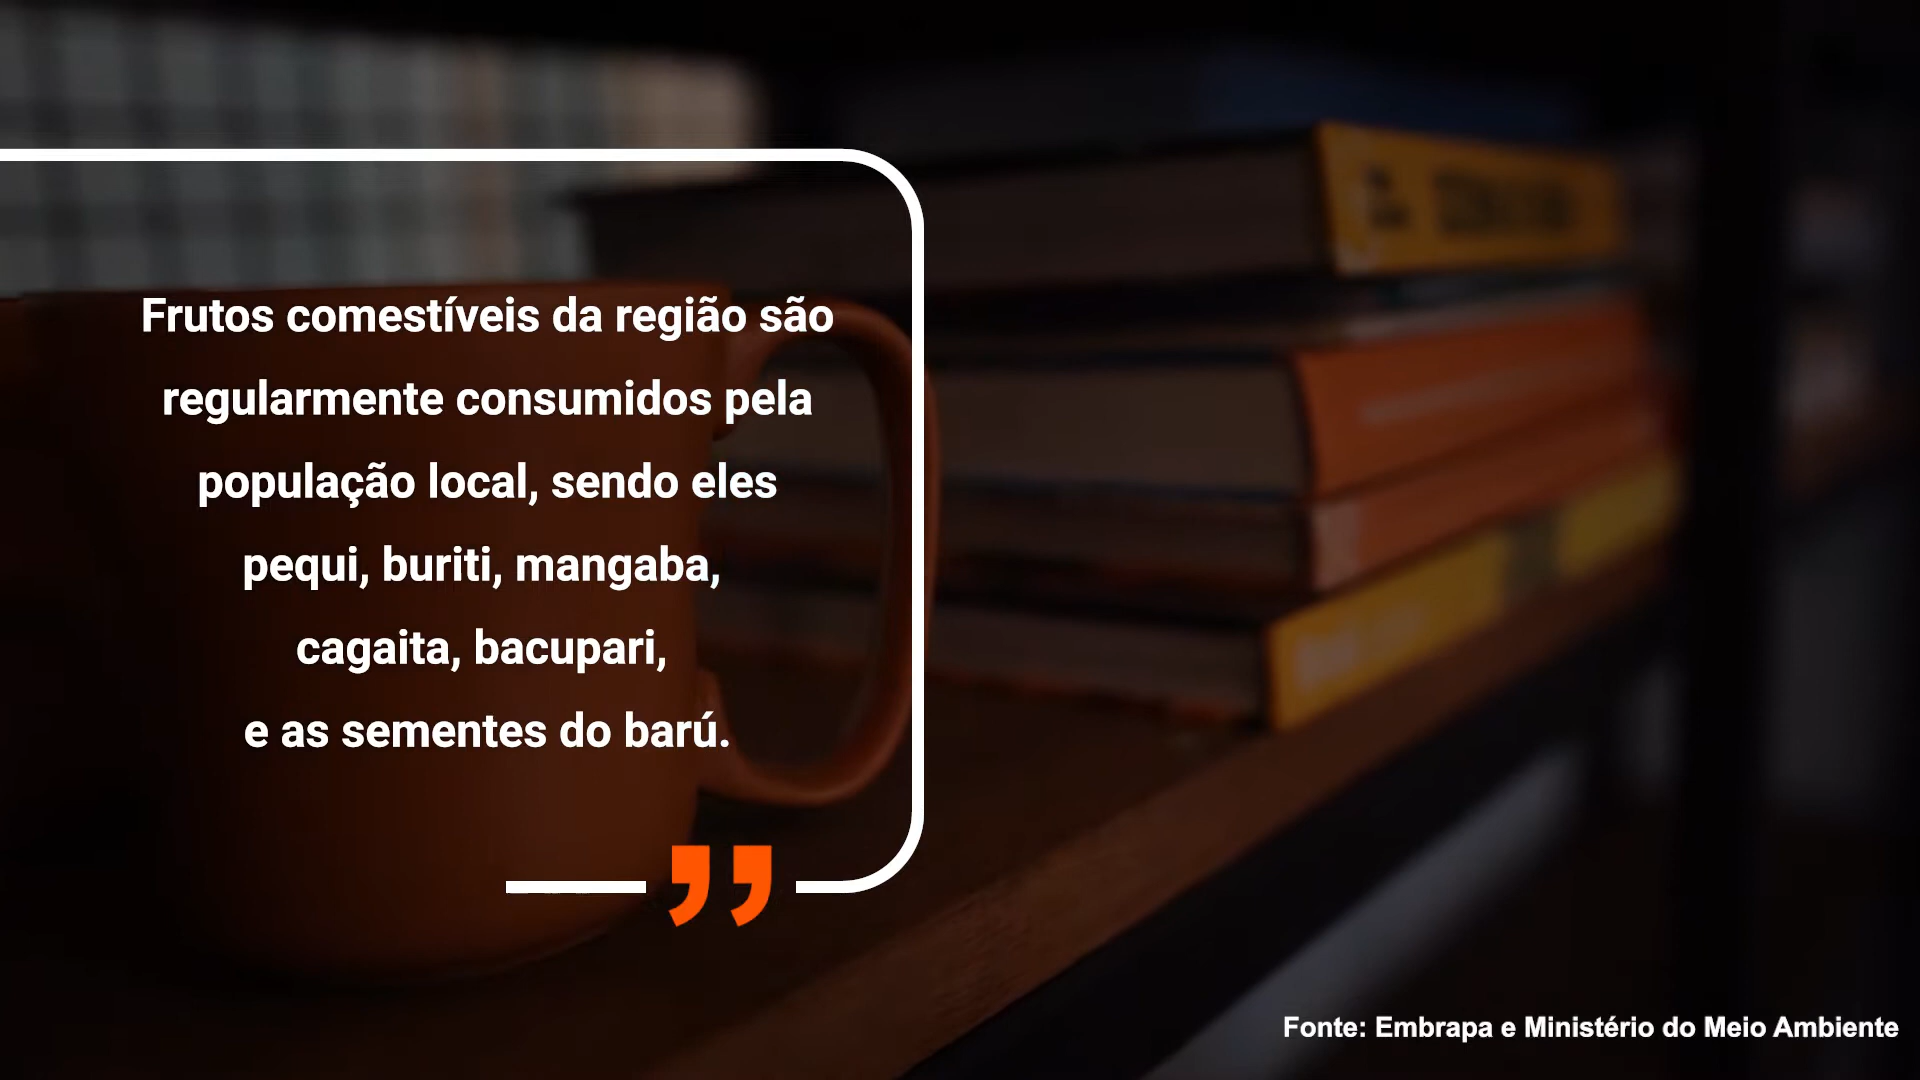 Frutos comestíveis da região são
regularmente consumidos pela
população local, sendo eles
pequi, buriti, mangaba,
cagaita, bacupari,
e as sementes do barú.
”
Fonte: Embrapa e Ministério do Meio Ambiente